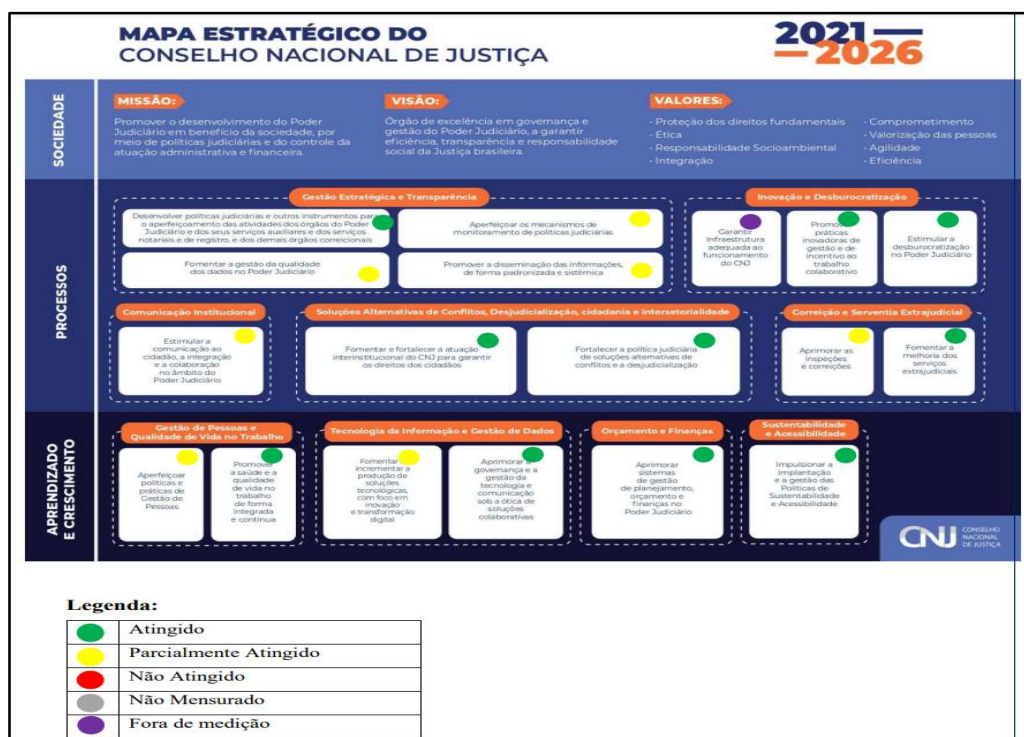 MAPA ESTRATÉGICO DO
CONSELHO NACIONAL DE JUSTIÇA
2021
2026
SOCIEDADE
MISSÃO:
Promover o desenvolvimento do Poder
Judiciário em benefício da sociedade, por
meio de políticas judiciárias e do controle da
atuação administrativa e financeira.
VISÃO:
Órgão de excelência em governança e
gestão do Poder Judiciário, a garantir
eficiência, transparência e responsabilidade
social da Justiça brasileira.
VALORES:
- Proteção dos direitos fundamentais
- Ética
- Responsabilidade Socioambiental
- Integração
- Comprometimento
- Valorização das pessoas
- Agilidade
- Eficiência
PROCESSOS
Gestão Estratégica e Transparência
Desenvolver políticas judiciárias e outros instrumentos para
o aperfeiçoamento das atividades dos órgãos do Poder
Judiciário e dos seus serviços auxiliares e dos serviços
notariais e de registro, e dos demais órgãos correicionais
Aperfeiçoar os mecanismos de
monitoramento de políticas judiciárias
Fomentar a gestão da qualidade
dos dados no Poder Judiciário
Promover a disseminação das informações,
de forma padronizada e sistêmica
Inovação e Desburocratização
Garantir
Infraestrutura
adequada ao
funcionamento
do CNJ
Promover
práticas
inovadoras de
gestão e de
incentivo ao
trabalho
colaborativo
Estimular a
desburocratização
no Poder Judiciário
Comunicação Institucional
Estimular a
comunicação ao
cidadão, a integração
e a colaboração
no âmbito do
Poder Judiciário
Soluções Alternativas de Conflitos, Desjudicialização, cidadania e intersetorialidade
Fomentar e fortalecer a atuação
interinstitucional do CNJ para garantir
os direitos dos cidadãos
Fortalecer a política judiciária
de soluções alternativas de
conflitos e a desjudicialização
Correição e Serventia Extrajudicial
Aprimorar as
inspeções
e correições
Fomentar a
melhoria dos
serviços
extrajudiciais
APRENDIZADO
E CRESCIMENTO
Gestão de Pessoas e
Qualidade de Vida no Trabalho
Aperfeiçoar
políticas e
práticas de
Gestão de
Pessoas
Promover
a saúde e a
qualidade
de vida no
trabalho
de forma
integrada
e contínua
Tecnologia da Informação e Gestão de Dados
Fomentar
incrementar a
produção de
soluções
tecnológicas,
com foco em
inovação
e transformação
digital
Aprimorar a
governança e a
gestão da
tecnologia e
comunicação
sob a ótica de
soluções
colaborativas
Orçamento e Finanças
Aprimorar
sistemas
de gestão
de planejamento,
orçamento e
finanças no
Poder Judiciário
Sustentabilidade
e Acessibilidade
Impulsionar a
implantação
e a gestão das
Políticas de
Sustentabilidade
e Acessibilidade
CNJ
CONSELHO
NACIONAL
DE JUSTIÇA
Legenda:
Atingido
Parcialmente Atingido
Não Atingido
Não Mensurado
Fora de medição